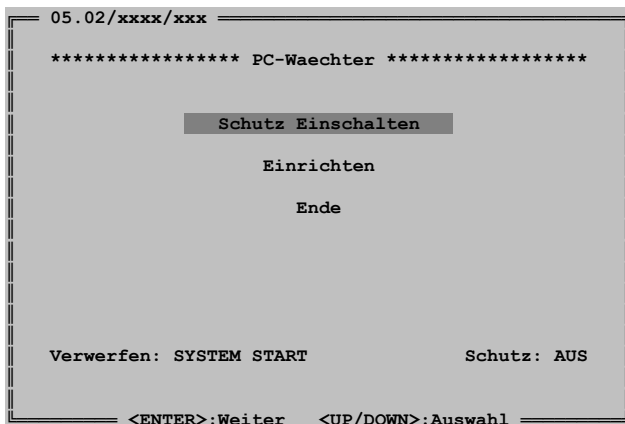 05.02/xxxx/xxx
***************** PC-Waechter ******************
Schutz Einschalten
Einrichten
Ende
Verwerfen: SYSTEM START Schutz: AUS
<ENTER>:Weiter <UP/DOWN>:Auswahl